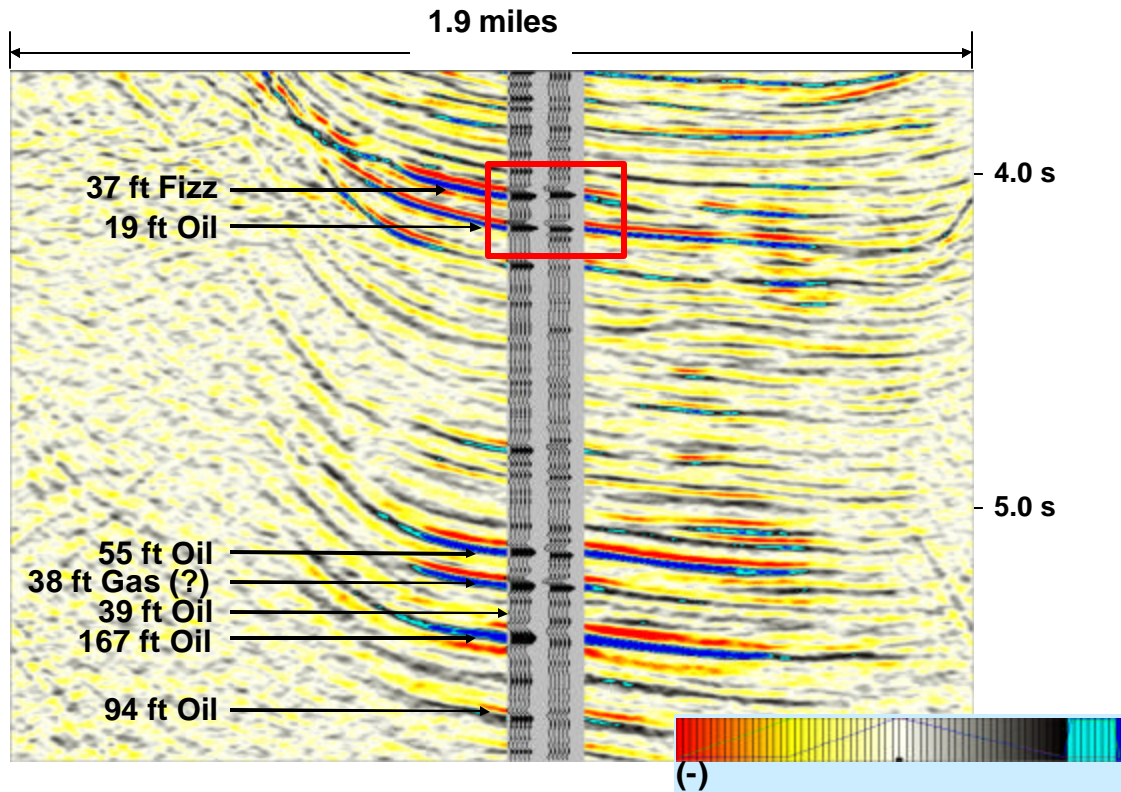 1.9 miles
4.0 s
37 ft Fizz
19 ft Oil
5.0 s
55 ft Oil
38 ft Gas (?)
39 ft Oil
167 ft Oil
94 ft Oil
(-)